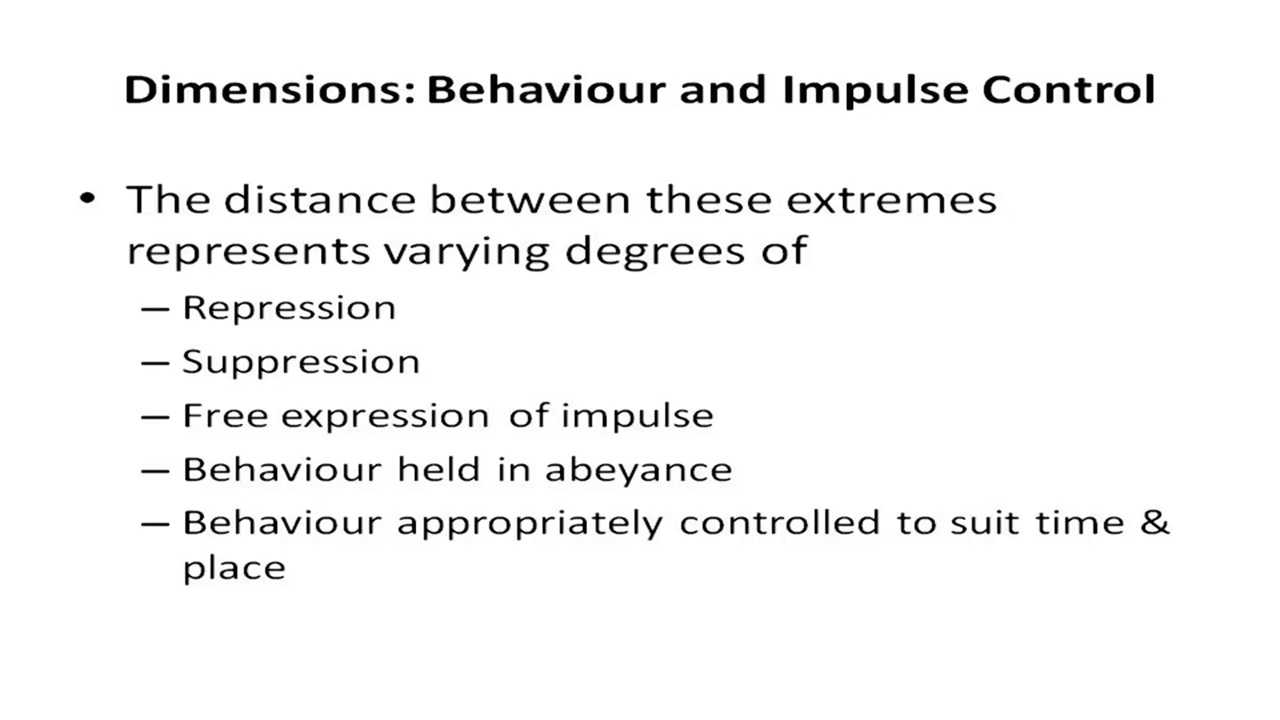 Dimensions: Behaviour and Impulse Control
• The distance between these extremes
represents varying degrees of
– Repression
– Suppression
– Free expression of impulse
– Behaviour held in abeyance
– Behaviour appropriately controlled to suit time &
place